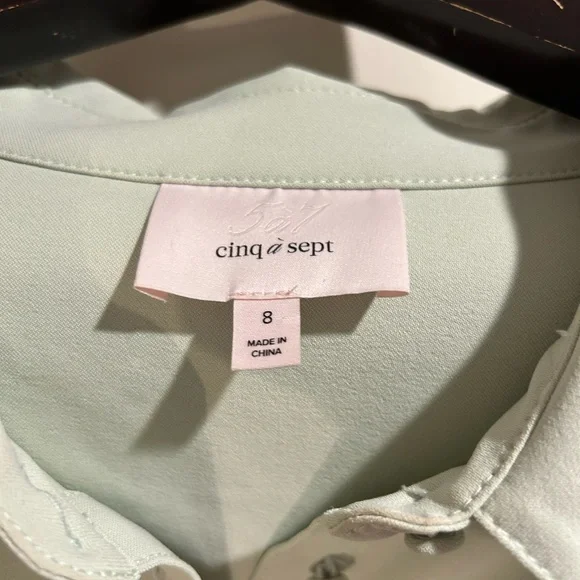 5à7
cinq à sept
8
MADE IN
CHINA